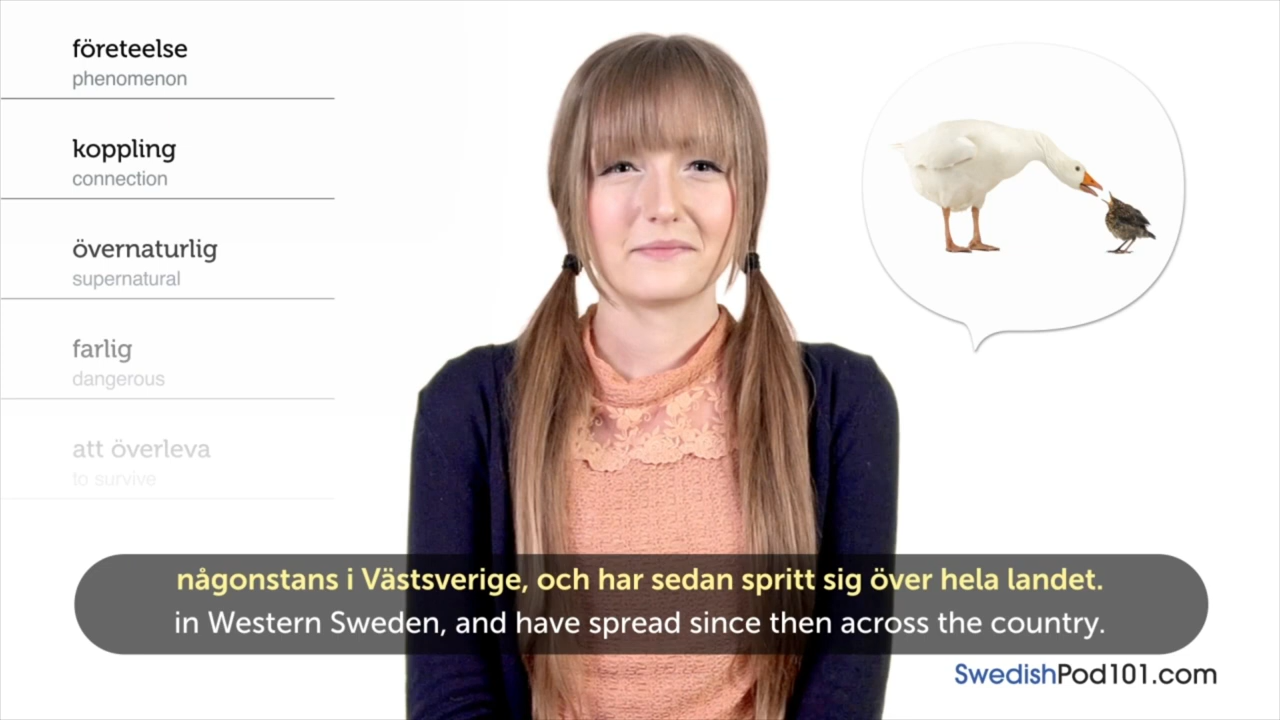 företeelse
phenomenon
koppling
connection
övernaturlig
supernatural
farlig
dangerous
att överleva
to survive
någonstans i Västsverige, och har sedan spritt sig över hela landet.
in Western Sweden, and have spread since then across the country.
SwedishPod101.com